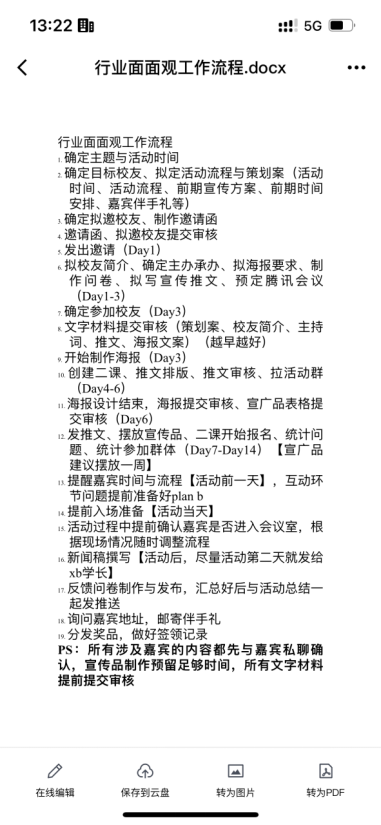 13:22
5G
行业面面观工作流程.docx
行业面面观工作流程
1. 确定主题与活动时间
2. 确定目标校友、拟定活动流程与策划案（活动
时间、活动流程、前期宣传方案、前期时间
安排、嘉宾伴手礼等）
3. 确定拟邀校友、制作邀请函
4. 邀请函、拟邀校友提交审核
5. 发出邀请（Day1）
6. 拟校友简介、确定主办承办、拟海报要求、制
作问卷、拟写宣传推文、预定腾讯会议
（Day1-3）
7. 确定参加校友（Day3）
8. 文字材料提交审核（策划案、校友简介、主持
词、推文、海报文案）（越早越好）
9. 开始制作海报（Day3）
10. 创建二课、推文排版、推文审核、拉活动群
（Day4-6）
11. 海报设计结束，海报提交审核、宣广品表格提
交审核（Day6）
12. 发推文、摆放宣传品、二课开始报名、统计问
题、统计参加群体（Day7-Day14）【宣广品
建议摆放一周】
13. 提醒嘉宾时间与流程【活动前一天】，互动环
节问题提前准备好plan b
14. 提前入场准备【活动当天】
15. 活动过程中提前确认嘉宾是否进入会议室，根
据现场情况随时调整流程
16. 新闻稿撰写【活动后，尽量活动第二天就发给
xb学长】
17. 反馈问卷制作与发布，汇总好后与活动总结一
起发推送
18. 询问嘉宾地址，邮寄伴手礼
19. 分发奖品，做好签领记录
PS：所有涉及嘉宾的内容都先与嘉宾私聊确
认，宣传品制作预留足够时间，所有文字材料
提前提交审核
在线编辑
保存到云盘
转为图片
转为PDF